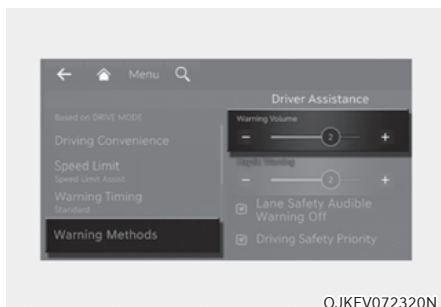 Menu
Driver Assistance
Based on DRIVE MODE
Driving Convenience
Speed Limit
Speed Limit Assist
Warning Timing
Standard
Warning Methods
Warning Volume
− 2 +
Haptic Warning
− 2 +
Lane Safety Audible
Warning Off
Driving Safety Priority
OJKEV072320N